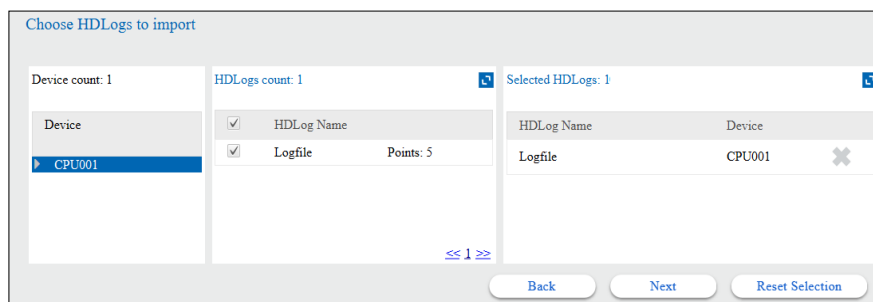 Choose HDLogs to import
Device count: 1
Device
CPU001
HDLogs count: 1
HDLog Name
Logfile Points: 5
<< 1 >>
Selected HDLogs: 1
HDLog Name Device
Logfile CPU001
Back Next Reset Selection